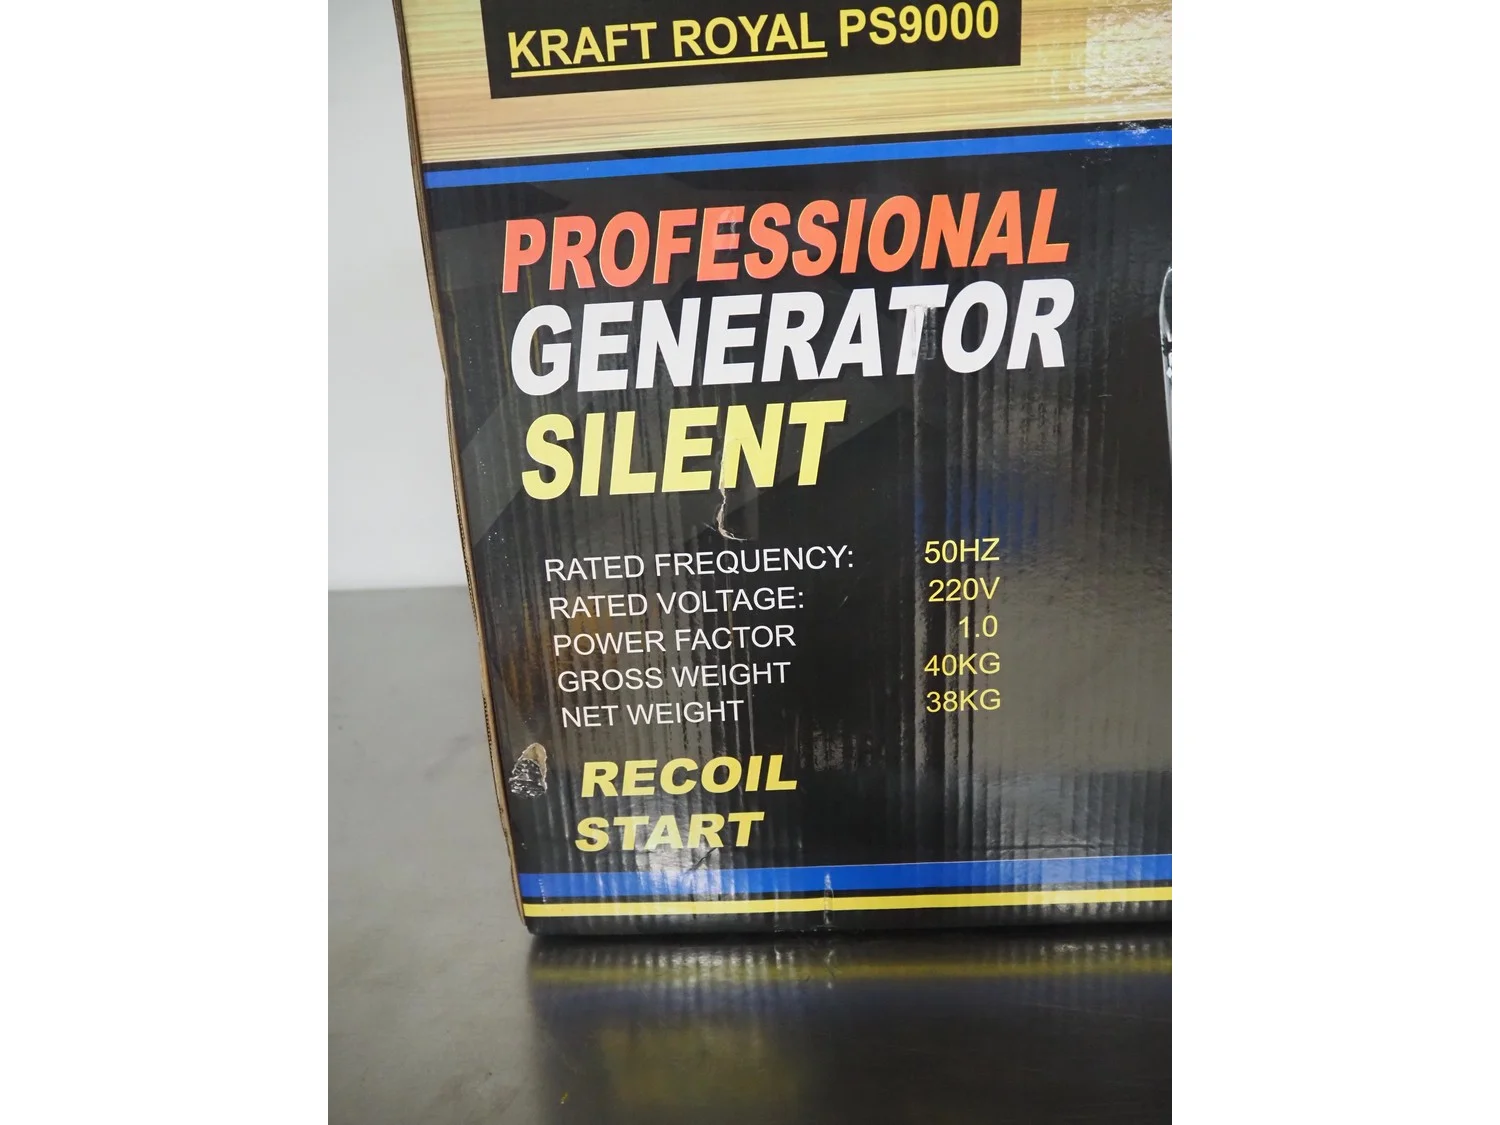 KRAFT ROYAL PS9000
PROFESSIONAL
GENERATOR
SILENT
RATED FREQUENCY: 50HZ
RATED VOLTAGE: 220V
POWER FACTOR 1.0
GROSS WEIGHT 40KG
NET WEIGHT 38KG
RECOIL
START